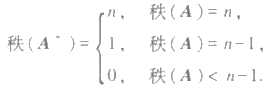 秩(A*)=
n, 秩(A)=n,
1, 秩(A)=n-1,
0, 秩(A)<n-1.